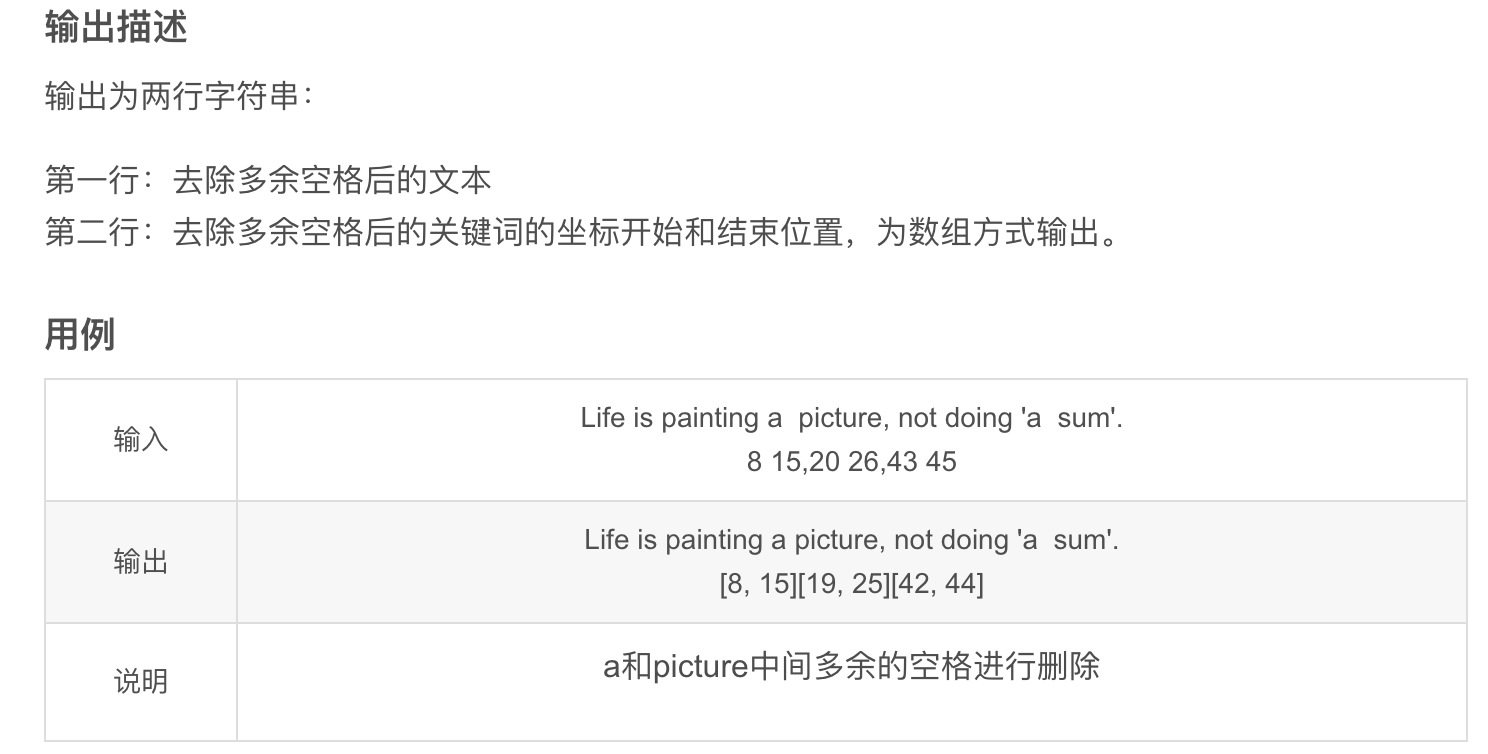 输出描述
输出为两行字符串：
第一行：去除多余空格后的文本
第二行：去除多余空格后的关键词的坐标开始和结束位置，为数组方式输出。
用例
输入
Life is painting a  picture, not doing 'a  sum'.
8 15,20 26,43 45
输出
Life is painting a picture, not doing 'a  sum'.
[8, 15][19, 25][42, 44]
说明
a和picture中间多余的空格进行删除